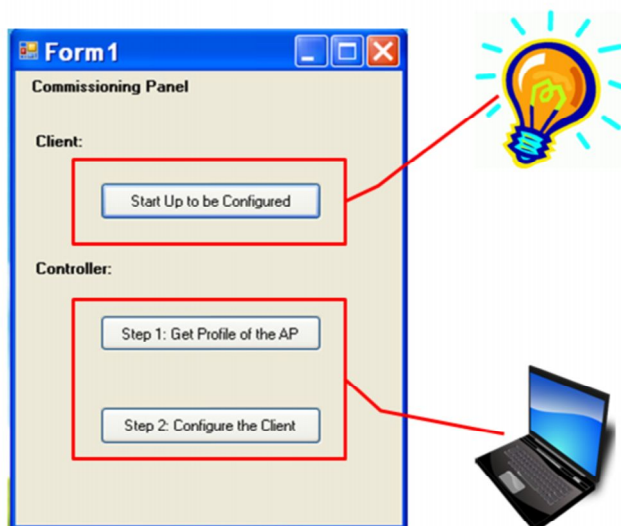 Form1
Commissioning Panel
Client:
Start Up to be Configured
Controller:
Step 1: Get Profile of the AP
Step 2: Configure the Client